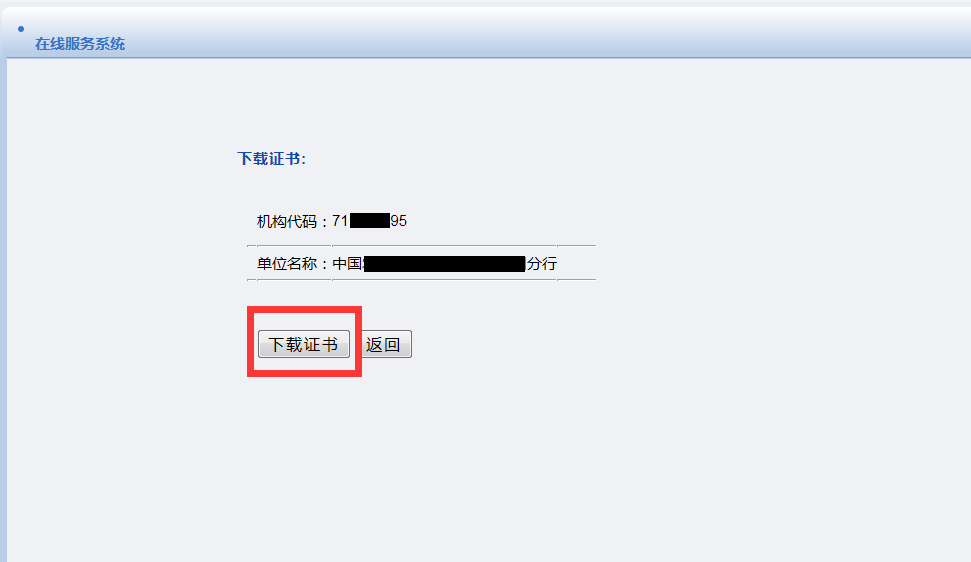 在线服务系统
下载证书:
机构代码：71 95
单位名称：中国 分行
下载证书 返回